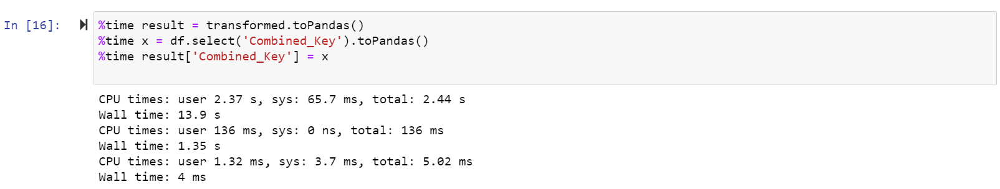 In [16]:
%time result = transformed.toPandas()
%time x = df.select('Combined_Key').toPandas()
%time result['Combined_Key'] = x
CPU times: user 2.37 s, sys: 65.7 ms, total: 2.44 s
Wall time: 13.9 s
CPU times: user 136 ms, sys: 0 ns, total: 136 ms
Wall time: 1.35 s
CPU times: user 1.32 ms, sys: 3.7 ms, total: 5.02 ms
Wall time: 4 ms